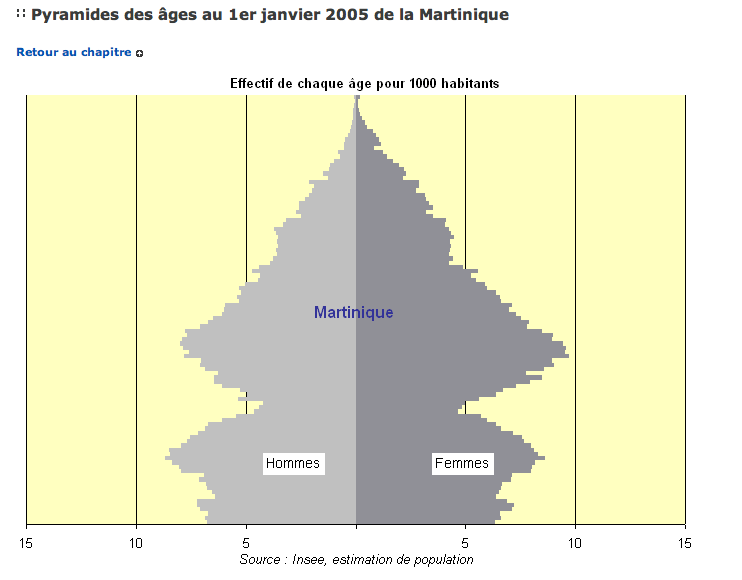 :: Pyramides des âges au 1er janvier 2005 de la Martinique
Retour au chapitre
Effectif de chaque âge pour 1000 habitants
Martinique
Hommes
Femmes
15 10 5 5 10 15
Source : Insee, estimation de population